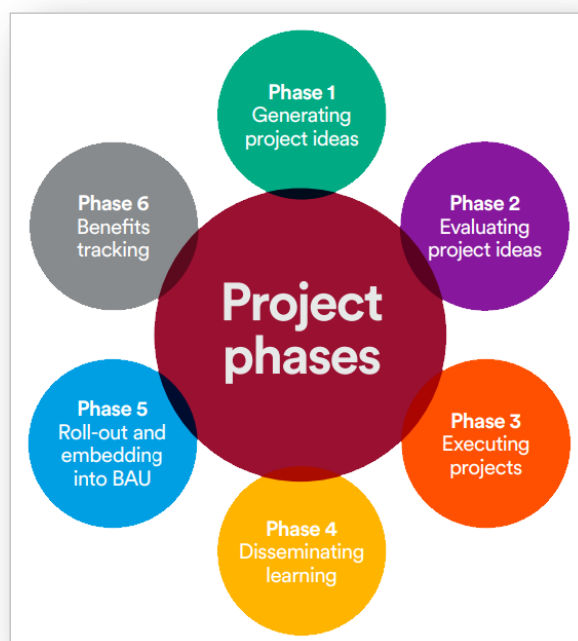 Phase 1
Generating
project ideas
Phase 2
Evaluating
project ideas
Phase 3
Executing
projects
Phase 4
Disseminating
learning
Phase 5
Roll-out and
embedding
into BAU
Phase 6
Benefits
tracking
Project
phases